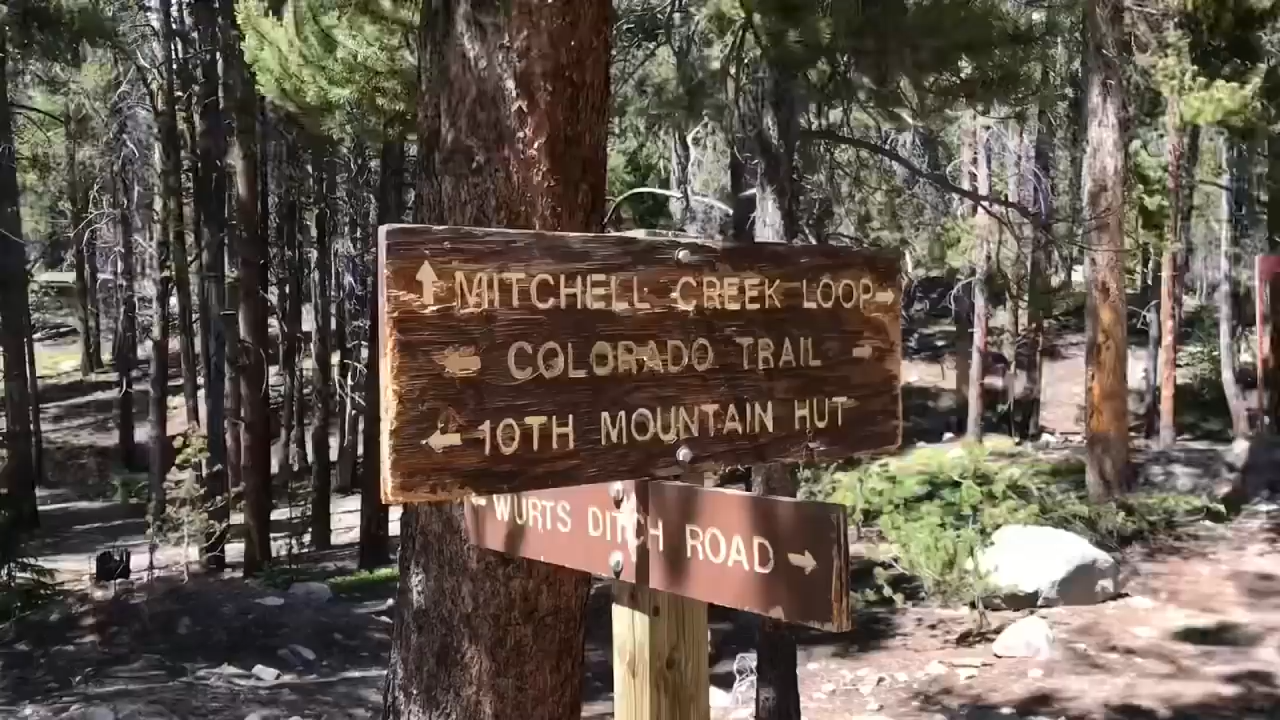 ↑ MITCHELL CREEK LOOP →
← COLORADO TRAIL →
← 10TH MOUNTAIN HUT
← WURTS DITCH ROAD →